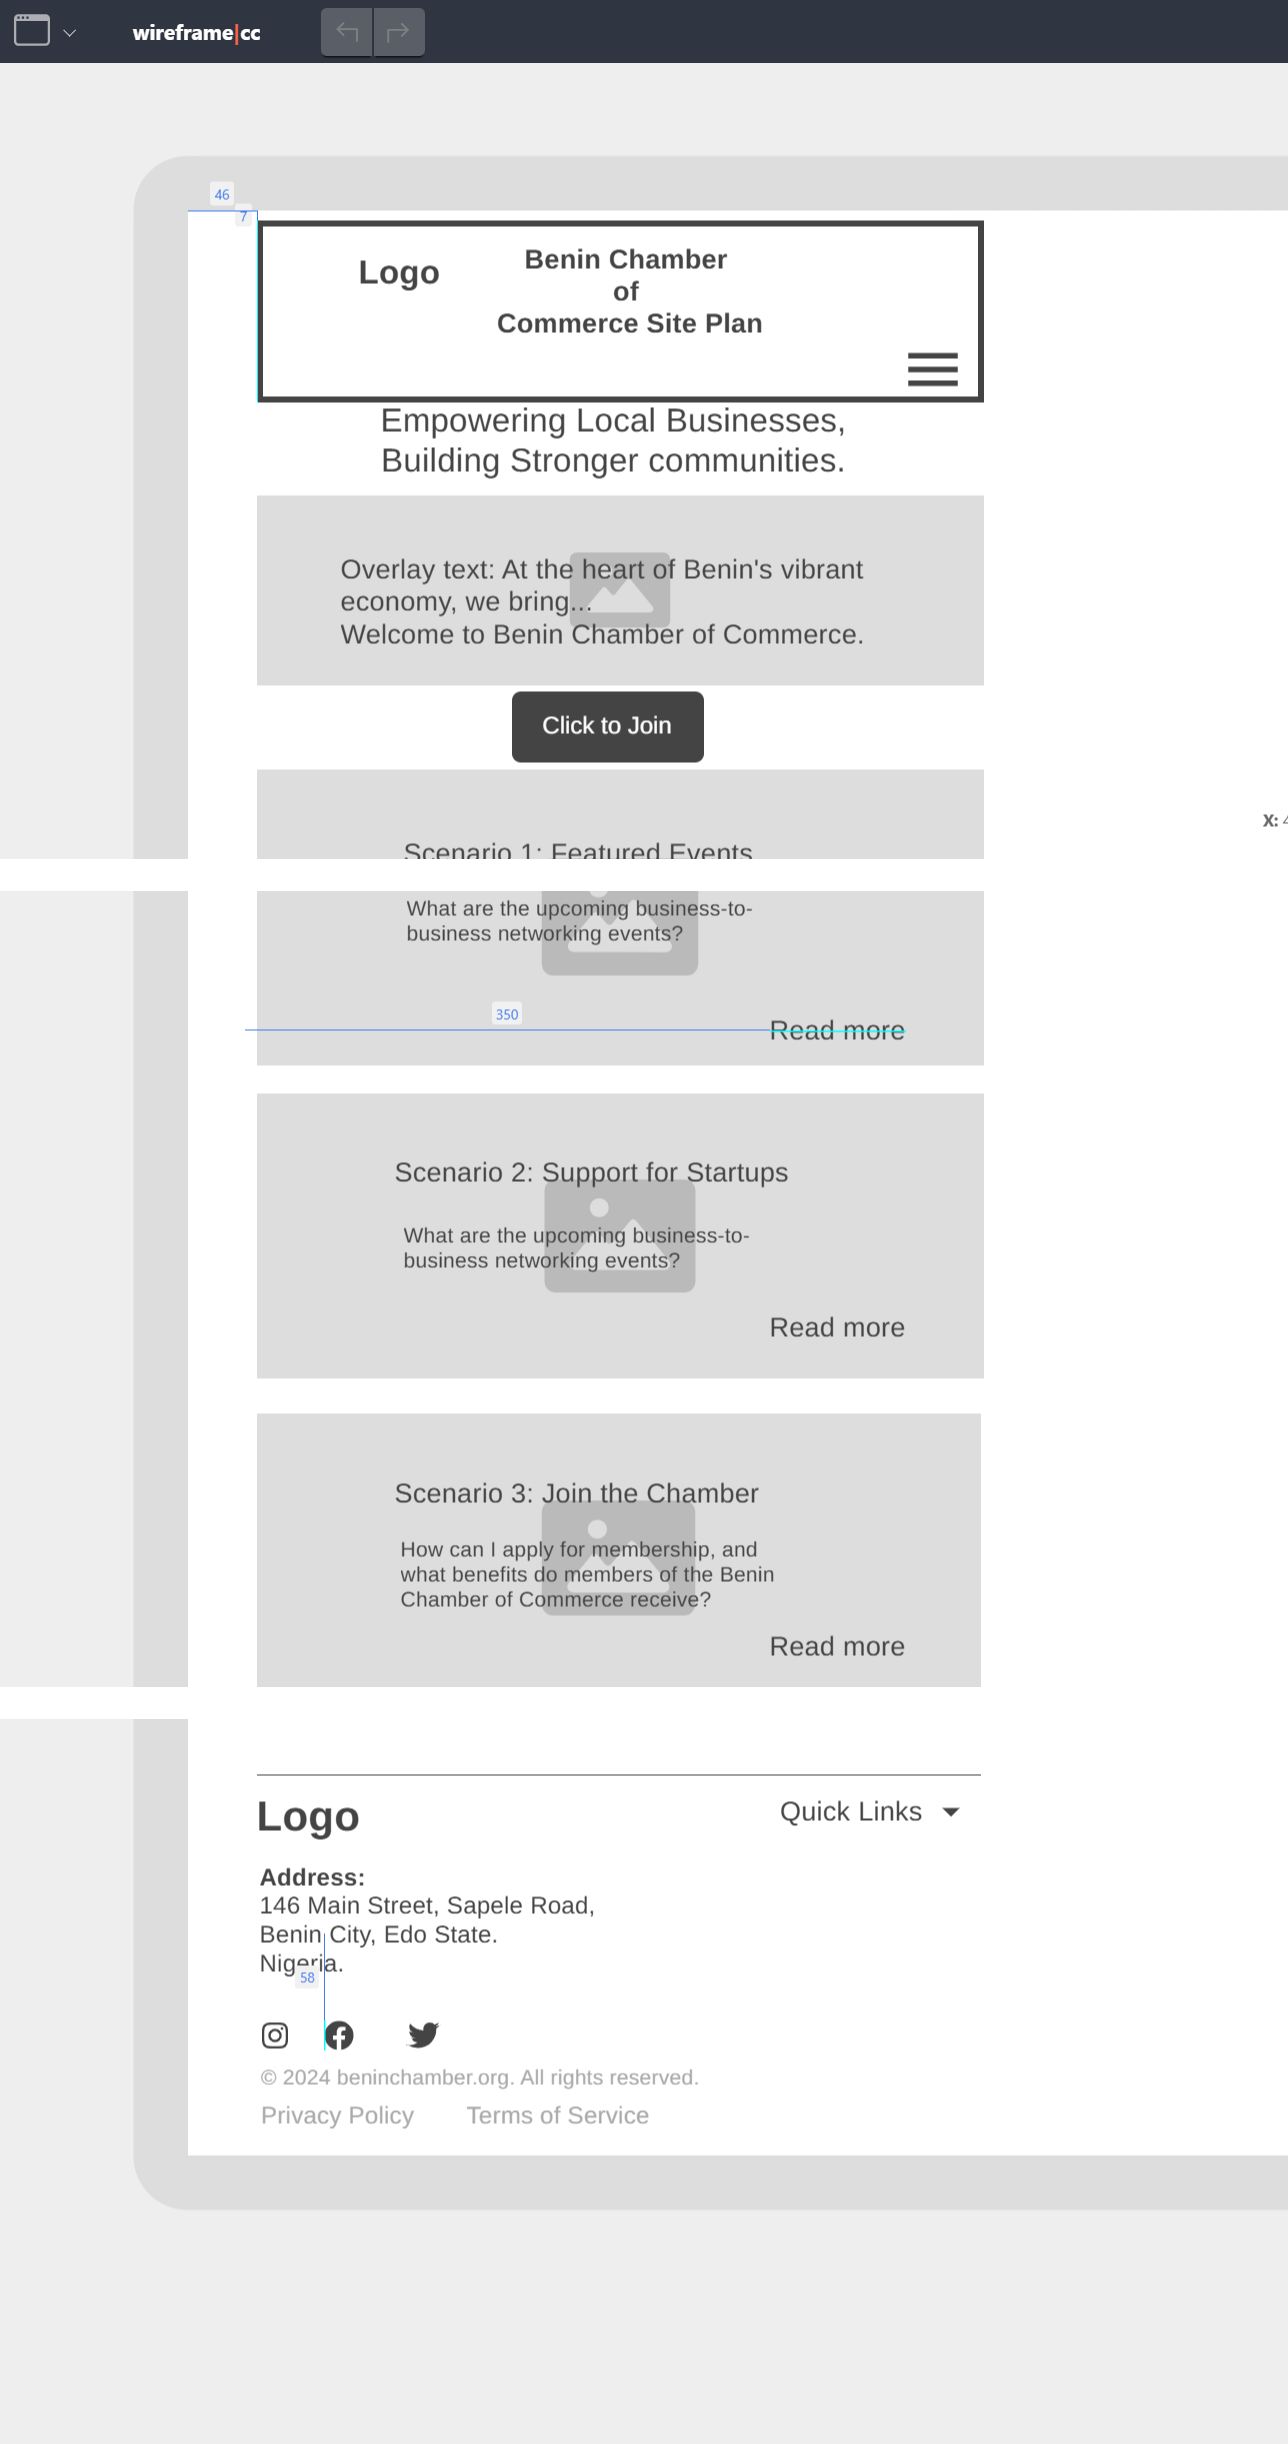 wireframe|cc
46
7
Logo
Benin Chamber
of
Commerce Site Plan
Empowering Local Businesses,
Building Stronger communities.
Overlay text: At the heart of Benin's vibrant
economy, we bring...
Welcome to Benin Chamber of Commerce.
Click to Join
X: 4
Scenario 1: Featured Events
What are the upcoming business-to-
business networking events?
350
Read more
Scenario 2: Support for Startups
What are the upcoming business-to-
business networking events?
Read more
Scenario 3: Join the Chamber
How can I apply for membership, and
what benefits do members of the Benin
Chamber of Commerce receive?
Read more
Logo
Quick Links
Address:
146 Main Street, Sapele Road,
Benin City, Edo State.
Nigeria.
58
© 2024 beninchamber.org. All rights reserved.
Privacy Policy Terms of Service